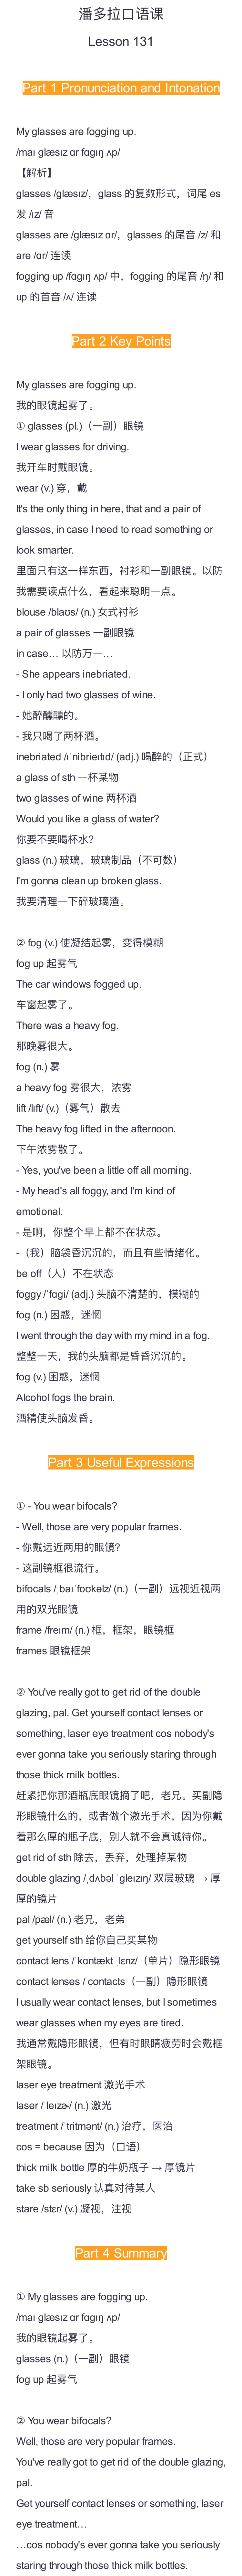 潘多拉口语课
Lesson 131
Part 1 Pronunciation and Intonation
My glasses are fogging up.
/maɪ glæsɪz ɑr fɑgɪŋ ʌp/
【解析】
glasses /glæsɪz/，glass 的复数形式，词尾 es
发 /ɪz/ 音
glasses are /glæsɪz ɑr/，glasses 的尾音 /z/ 和
are /ɑr/ 连读
fogging up /fɑgɪŋ ʌp/ 中，fogging 的尾音 /ŋ/ 和
up 的首音 /ʌ/ 连读
Part 2 Key Points
My glasses are fogging up.
我的眼镜起雾了。
① glasses (pl.)（一副）眼镜
I wear glasses for driving.
我开车时戴眼镜。
wear (v.) 穿，戴
It's the only thing in here, that and a pair of
glasses, in case I need to read something or
look smarter.
里面只有这一样东西，衬衫和一副眼镜。以防
我需要读点什么，看起来聪明一点。
blouse /blaʊs/ (n.) 女式衬衫
a pair of glasses 一副眼镜
in case… 以防万一…
- She appears inebriated.
- I only had two glasses of wine.
- 她醉醺醺的。
- 我只喝了两杯酒。
inebriated /ɪˈnibrieɪtɪd/ (adj.) 喝醉的（正式）
a glass of sth 一杯某物
two glasses of wine 两杯酒
Would you like a glass of water?
你要不要喝杯水?
glass (n.) 玻璃，玻璃制品（不可数）
I'm gonna clean up broken glass.
我要清理一下碎玻璃渣。
② fog (v.) 使凝结起雾，变得模糊
fog up 起雾气
The car windows fogged up.
车窗起雾了。
There was a heavy fog.
那晚雾很大。
fog (n.) 雾
a heavy fog 雾很大，浓雾
lift /lɪft/ (v.)（雾气）散去
The heavy fog lifted in the afternoon.
下午浓雾散了。
- Yes, you've been a little off all morning.
- My head's all foggy, and I'm kind of
emotional.
- 是啊，你整个早上都不在状态。
-（我）脑袋昏沉沉的，而且有些情绪化。
be off（人）不在状态
foggy /ˈfɑgi/ (adj.) 头脑不清楚的，模糊的
fog (n.) 困惑，迷惘
I went through the day with my mind in a fog.
整整一天，我的头脑都是昏昏沉沉的。
fog (v.) 困惑，迷惘
Alcohol fogs the brain.
酒精使头脑发昏。
Part 3 Useful Expressions
① - You wear bifocals?
- Well, those are very popular frames.
- 你戴远近两用的眼镜?
- 这副镜框很流行。
bifocals /ˌbaɪˈfoʊkəlz/ (n.)（一副）远视近视两
用的双光眼镜
frame /freɪm/ (n.) 框，框架，眼镜框
frames 眼镜框架
② You've really got to get rid of the double
glazing, pal. Get yourself contact lenses or
something, laser eye treatment cos nobody's
ever gonna take you seriously staring through
those thick milk bottles.
赶紧把你那酒瓶底眼镜摘了吧，老兄。买副隐
形眼镜什么的，或者做个激光手术，因为你戴
着那么厚的瓶子底，别人就不会真诚待你。
get rid of sth 除去，丢弃，处理掉某物
double glazing /ˌdʌbəl ˈgleɪzɪŋ/ 双层玻璃 → 厚
厚的镜片
pal /pæl/ (n.) 老兄，老弟
get yourself sth 给你自己买某物
contact lens /ˈkɑntækt ˌlɛnz/（单片）隐形眼镜
contact lenses / contacts（一副）隐形眼镜
I usually wear contact lenses, but I sometimes
wear glasses when my eyes are tired.
我通常戴隐形眼镜，但有时眼睛疲劳时会戴框
架眼镜。
laser eye treatment 激光手术
laser /ˈleɪzɚ/ (n.) 激光
treatment /ˈtritmənt/ (n.) 治疗，医治
cos = because 因为（口语）
thick milk bottle 厚的牛奶瓶子 → 厚镜片
take sb seriously 认真对待某人
stare /stɛr/ (v.) 凝视，注视
Part 4 Summary
① My glasses are fogging up.
/maɪ glæsɪz ɑr fɑgɪŋ ʌp/
我的眼镜起雾了。
glasses (n.)（一副）眼镜
fog up 起雾气
② You wear bifocals?
Well, those are very popular frames.
You've really got to get rid of the double glazing,
pal.
Get yourself contact lenses or something, laser
eye treatment…
…cos nobody's ever gonna take you seriously
staring through those thick milk bottles.